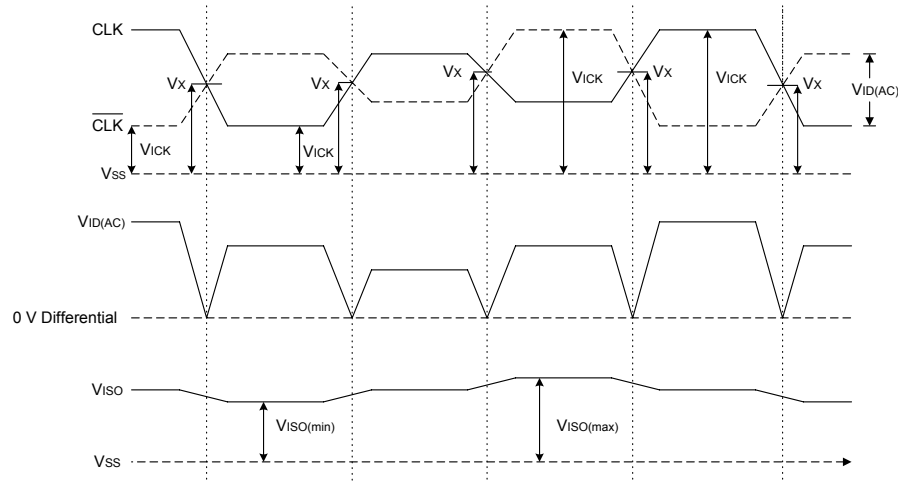 CLK
VX VX VX VX VX
VICK VICK VID(AC)
CLK
VICK VICK
VSS
VID(AC)
0 V Differential
VISO
VISO(min) VISO(max)
VSS